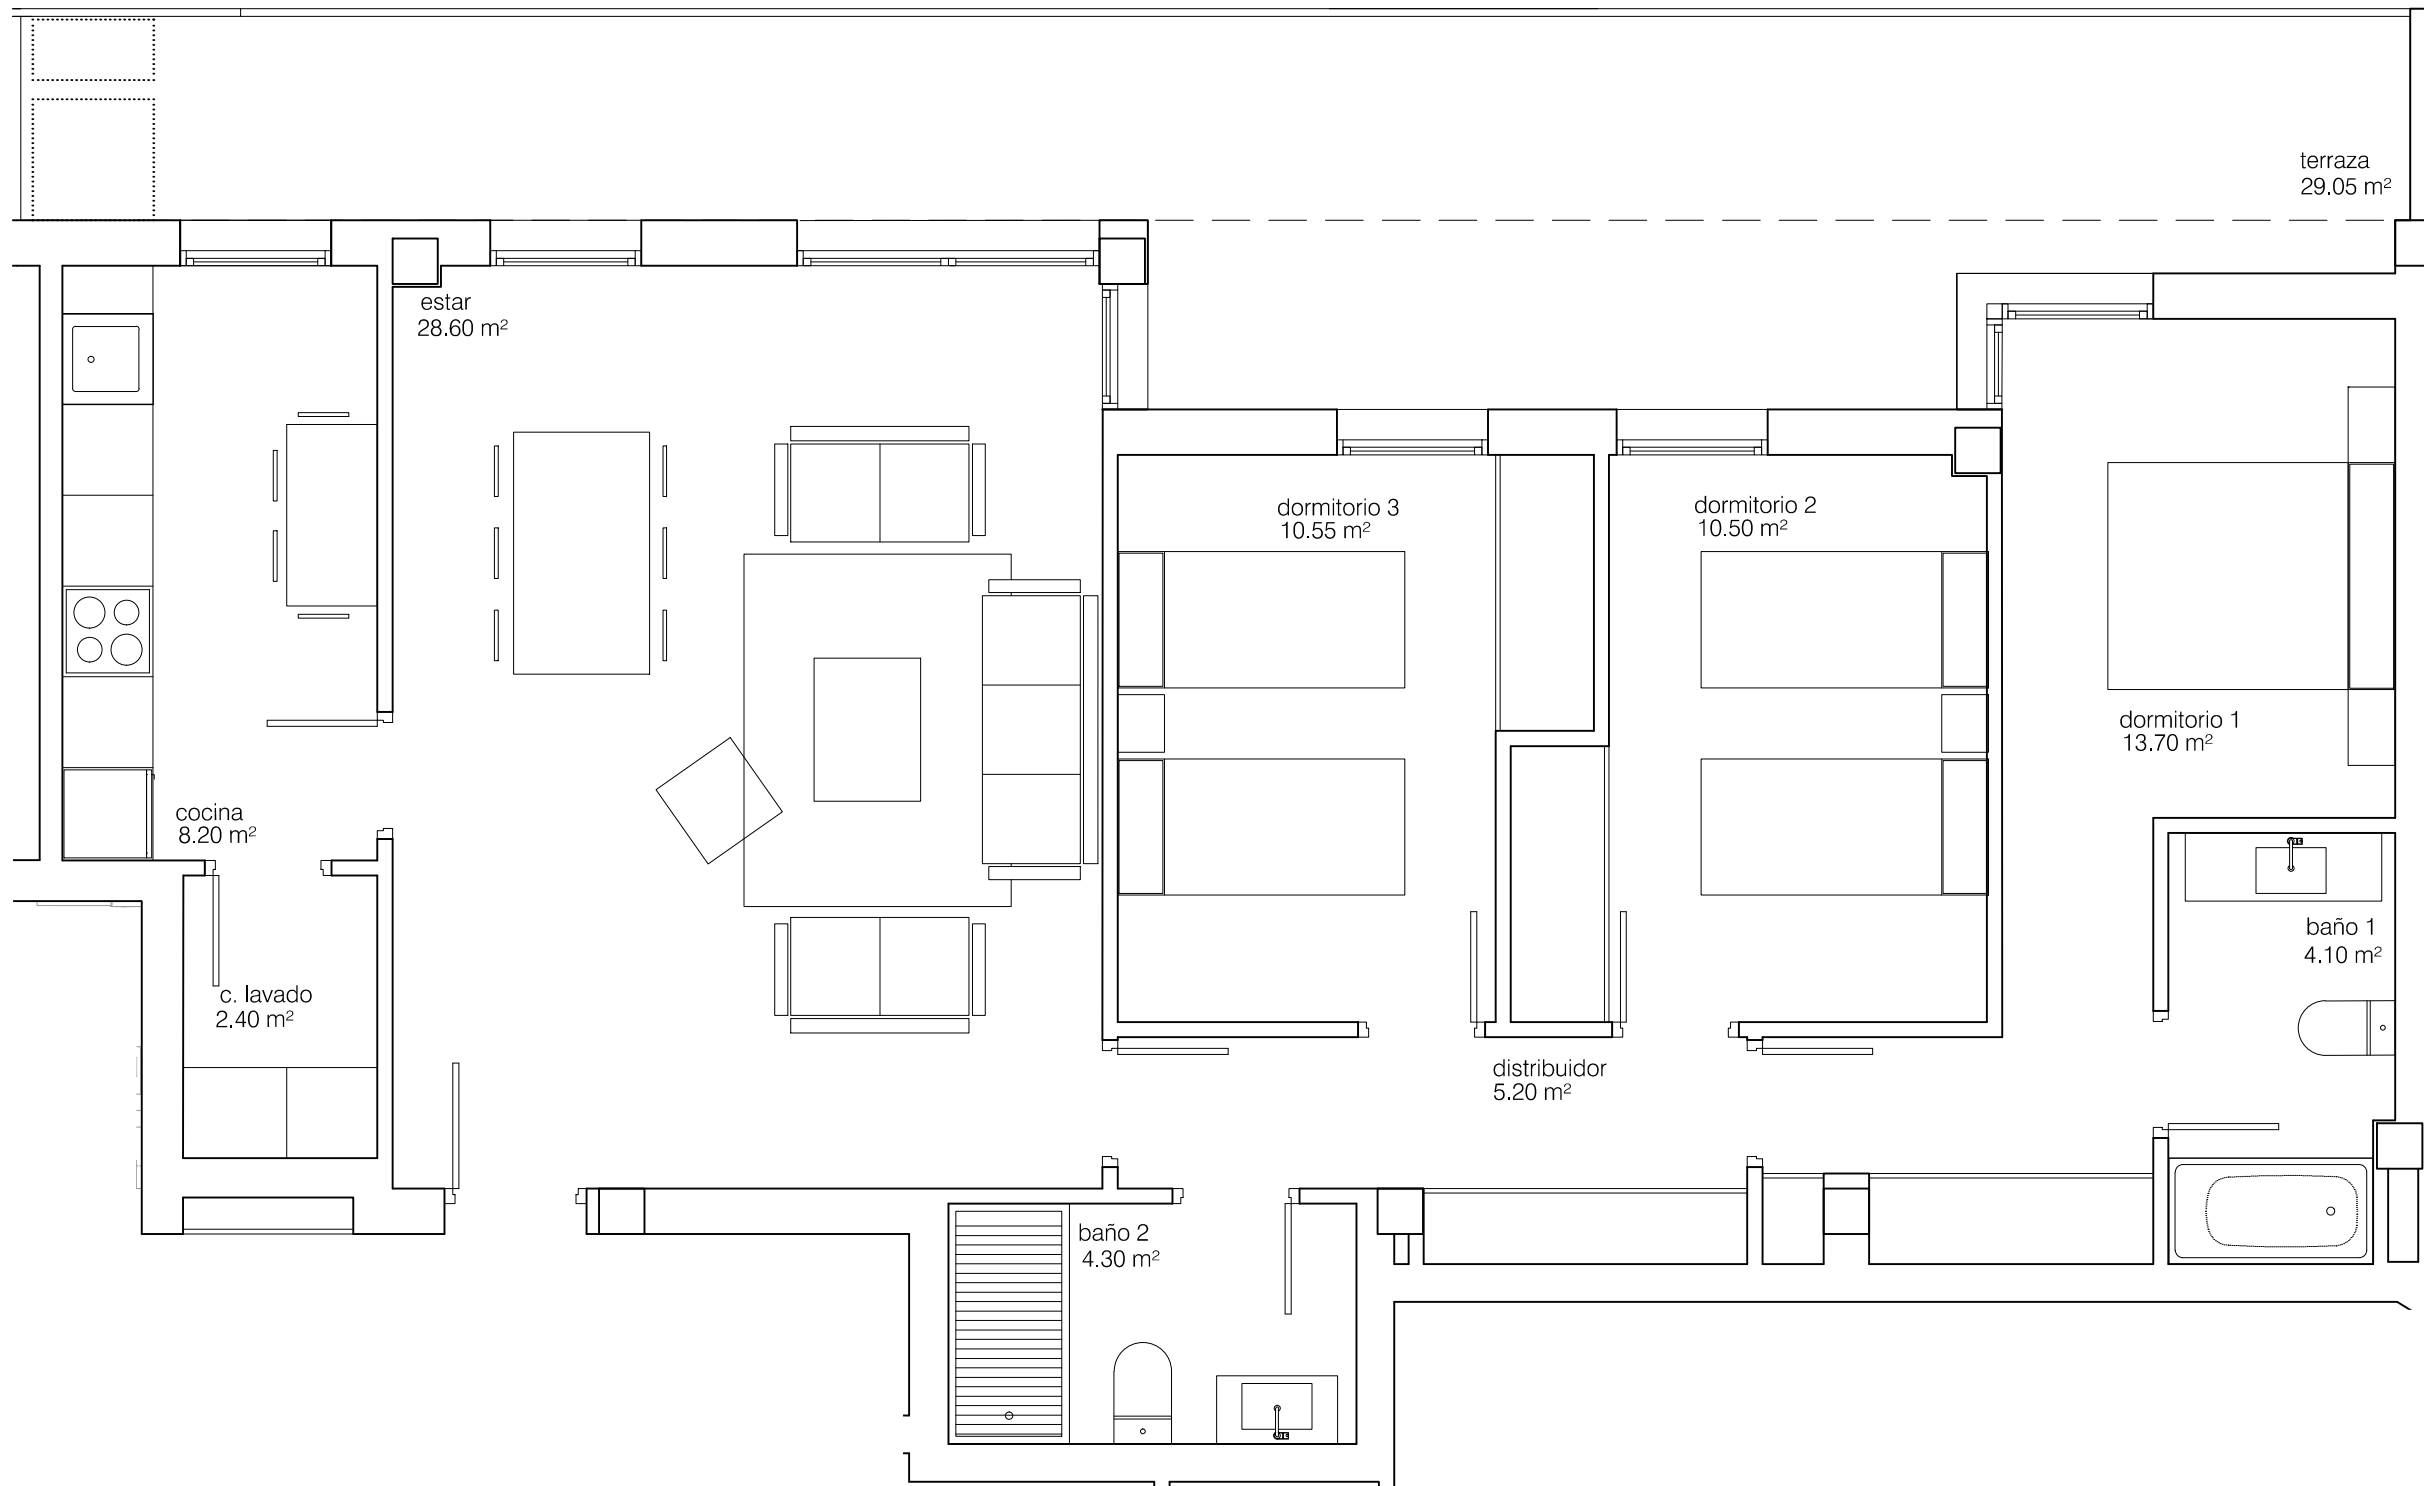 terraza
29.05 m²
estar
28.60 m²
dormitorio 3
10.55 m²
dormitorio 2
10.50 m²
dormitorio 1
13.70 m²
cocina
8.20 m²
baño 1
4.10 m²
c. lavado
2.40 m²
distribuidor
5.20 m²
baño 2
4.30 m²